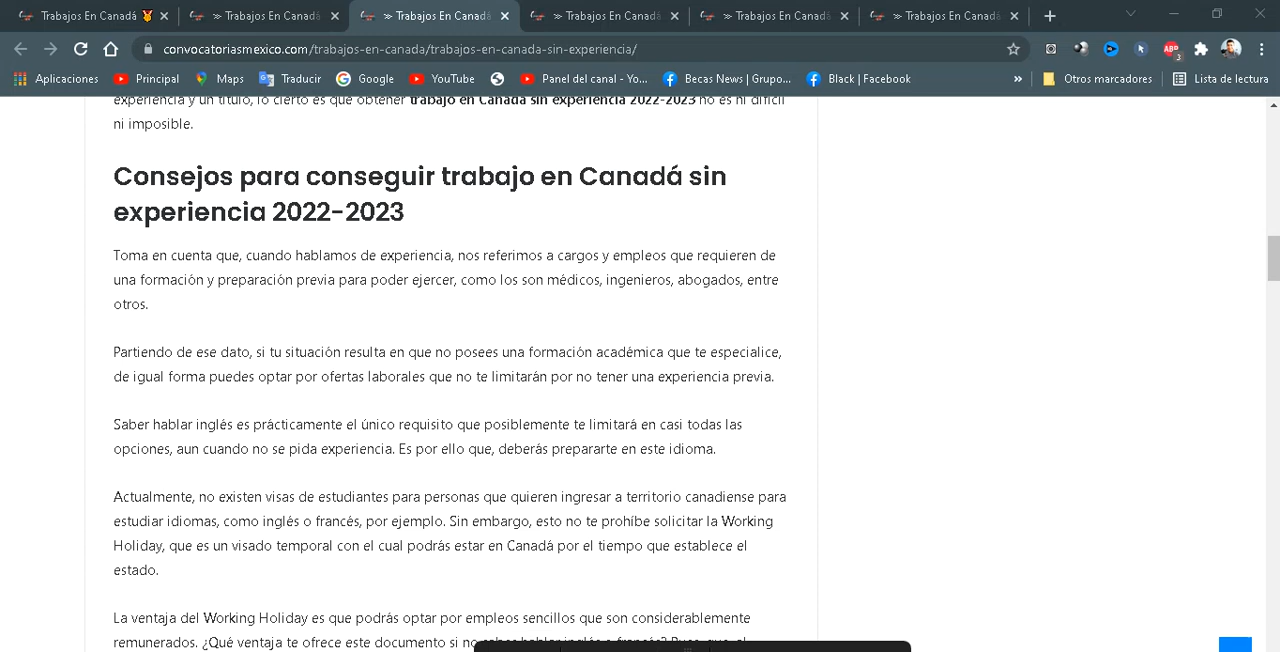 Trabajos En Canadá
» Trabajos En Canadá
» Trabajos En Canadá
» Trabajos En Canadá
» Trabajos En Canadá
» Trabajos En Canadá
convocatoriasmexico.com/trabajos-en-canada/trabajos-en-canada-sin-experiencia/
ABP
3
Aplicaciones
Principal
Maps
Traducir
Google
YouTube
Panel del canal - Yo...
Becas News | Grupo...
Black | Facebook
»
Otros marcadores
Lista de lectura
experiencia y un título, lo cierto es que obtener trabajo en Canadá sin experiencia 2022-2023 no es ni difícil
ni imposible.
Consejos para conseguir trabajo en Canadá sin
experiencia 2022-2023
Toma en cuenta que, cuando hablamos de experiencia, nos referimos a cargos y empleos que requieren de
una formación y preparación previa para poder ejercer, como los son médicos, ingenieros, abogados, entre
otros.
Partiendo de ese dato, si tu situación resulta en que no posees una formación académica que te especialice,
de igual forma puedes optar por ofertas laborales que no te limitarán por no tener una experiencia previa.
Saber hablar inglés es prácticamente el único requisito que posiblemente te limitará en casi todas las
opciones, aun cuando no se pida experiencia. Es por ello que, deberás prepararte en este idioma.
Actualmente, no existen visas de estudiantes para personas que quieren ingresar a territorio canadiense para
estudiar idiomas, como inglés o francés, por ejemplo. Sin embargo, esto no te prohíbe solicitar la Working
Holiday, que es un visado temporal con el cual podrás estar en Canadá por el tiempo que establece el
estado.
La ventaja del Working Holiday es que podrás optar por empleos sencillos que son considerablemente
remunerados. ¿Qué ventaja te ofrece este documento si no